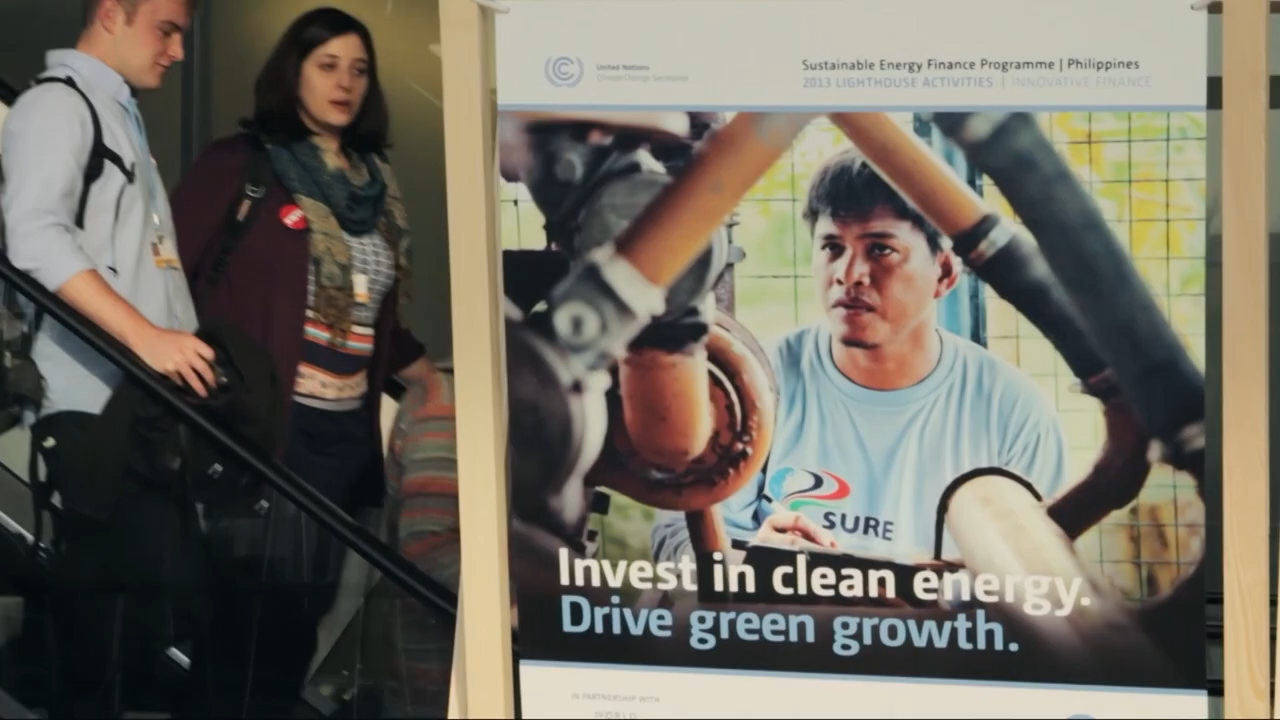 United Nations
Climate Change Secretariat
Sustainable Energy Finance Programme | Philippines
2013 LIGHTHOUSE ACTIVITIES | INNOVATIVE FINANCE
SURE
Invest in clean energy.
Drive green growth.
IN PARTNERSHIP WITH
WORLD